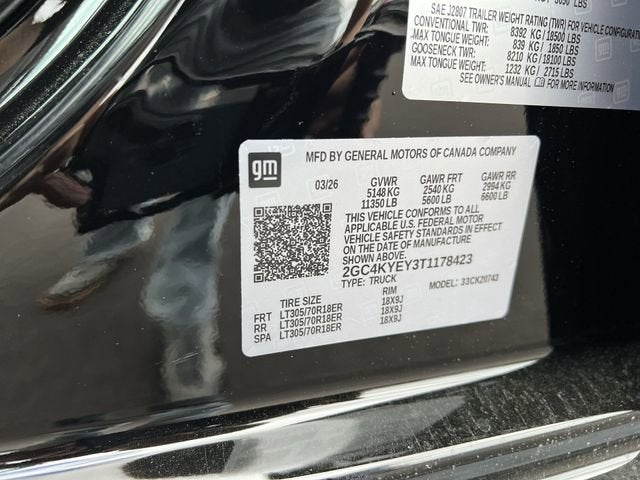 SAE J2807 TRAILER WEIGHT RATING (TWR) FOR VEHICLE CONFIGURATION
CONVENTIONAL TWR: 8392 KG / 18500 LBS
.MAX TONGUE WEIGHT: 839 KG / 1850 LBS
GOOSENECK TWR: 8210 KG / 18100 LBS
.MAX TONGUE WEIGHT: 1232 KG / 2715 LBS
SEE OWNER'S MANUAL FOR MORE INFORMATION
gm
MFD BY GENERAL MOTORS OF CANADA COMPANY
03/26 GVWR GAWR FRT GAWR RR
5148 KG 2540 KG 2994 KG
11350 LB 5600 LB 6600 LB
THIS VEHICLE CONFORMS TO ALL
APPLICABLE U.S. FEDERAL MOTOR
VEHICLE SAFETY STANDARDS IN EFFECT
ON THE DATE OF MANUFACTURE
SHOWN ABOVE.
2GC4KYEY3T1178423
TYPE: TRUCK MODEL: 33CK20743
TIRE SIZE RIM
FRT LT305/70R18ER 18X9J
RR LT305/70R18ER 18X9J
SPA LT305/70R18ER 18X9J